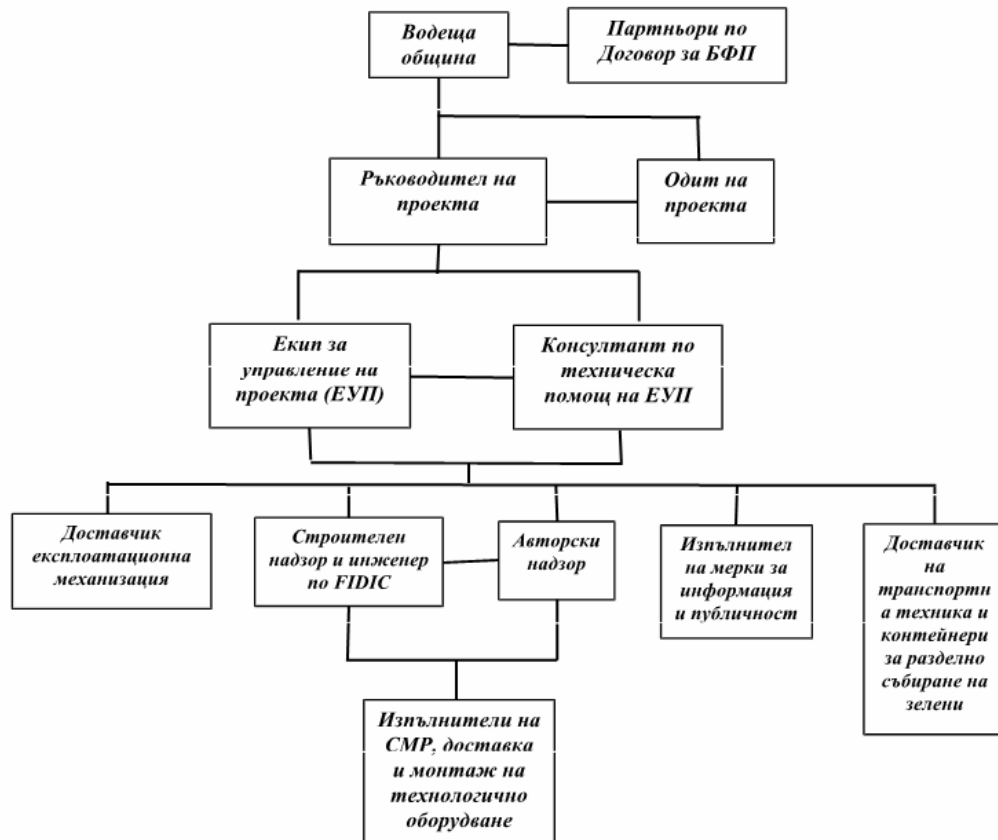 Водеща
община
Партньори по
Договор за БФП
Ръководител на
проекта
Одит на
проекта
Екип за
управление на
проекта (ЕУП)
Консултант по
техническа
помощ на ЕУП
Доставчик
експлоатационна
механизация
Строителен
надзор и инженер
по FIDIC
Авторски
надзор
Изпълнител
на мерки за
информация
и публичност
Доставчик
на
транспортн
а техника и
контейнери
за разделно
събиране на
зелени
Изпълнители на
СМР, доставка
и монтаж на
технологично
оборудване